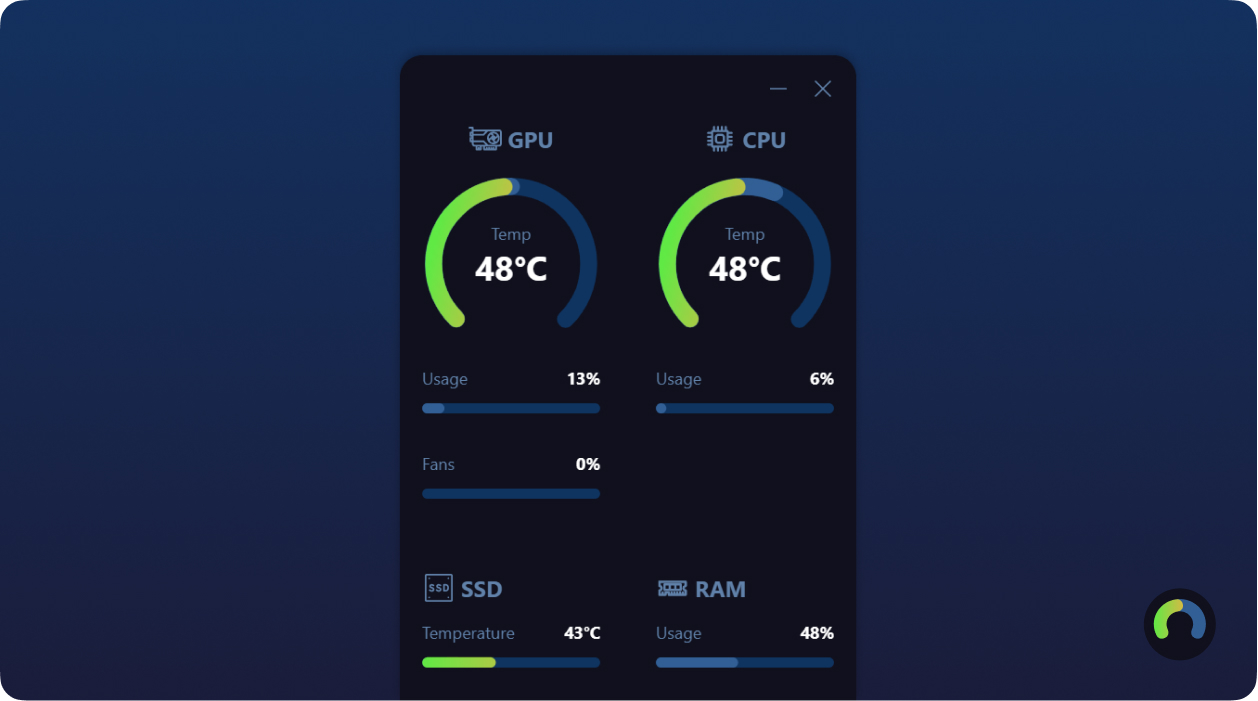 GPU
CPU
Temp
48°C
Temp
48°C
Usage 13%
Usage 6%
Fans 0%
SSD SSD
RAM
Temperature 43°C
Usage 48%